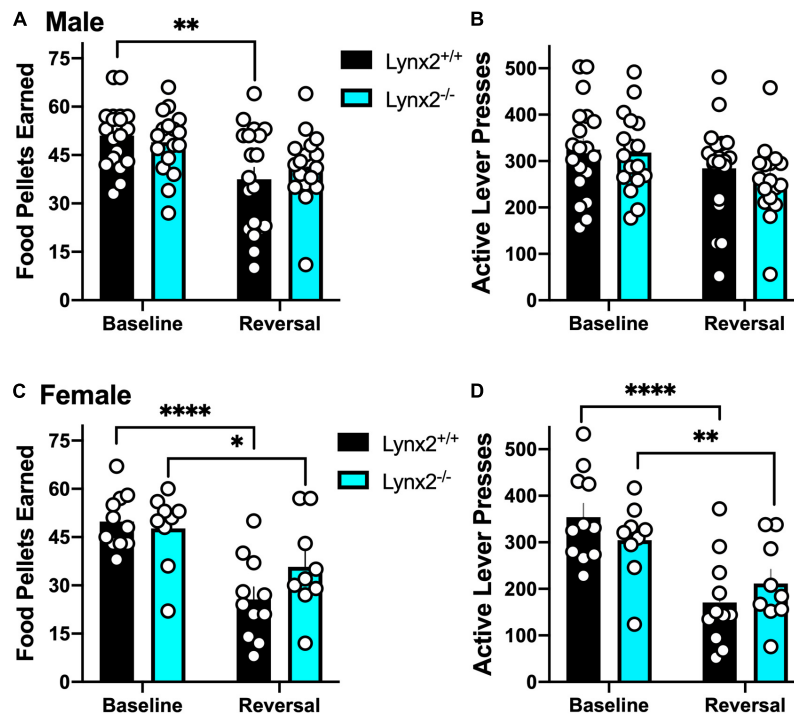 A Male
**
Food Pellets Earned
75
60
45
30
15
0
Baseline
Reversal
Lynx2+/+
Lynx2-/-
B
Active Lever Presses
500
400
300
200
100
0
Baseline
Reversal
C Female
****
*
Food Pellets Earned
75
60
45
30
15
0
Baseline
Reversal
Lynx2+/+
Lynx2-/-
D
****
**
Active Lever Presses
500
400
300
200
100
0
Baseline
Reversal